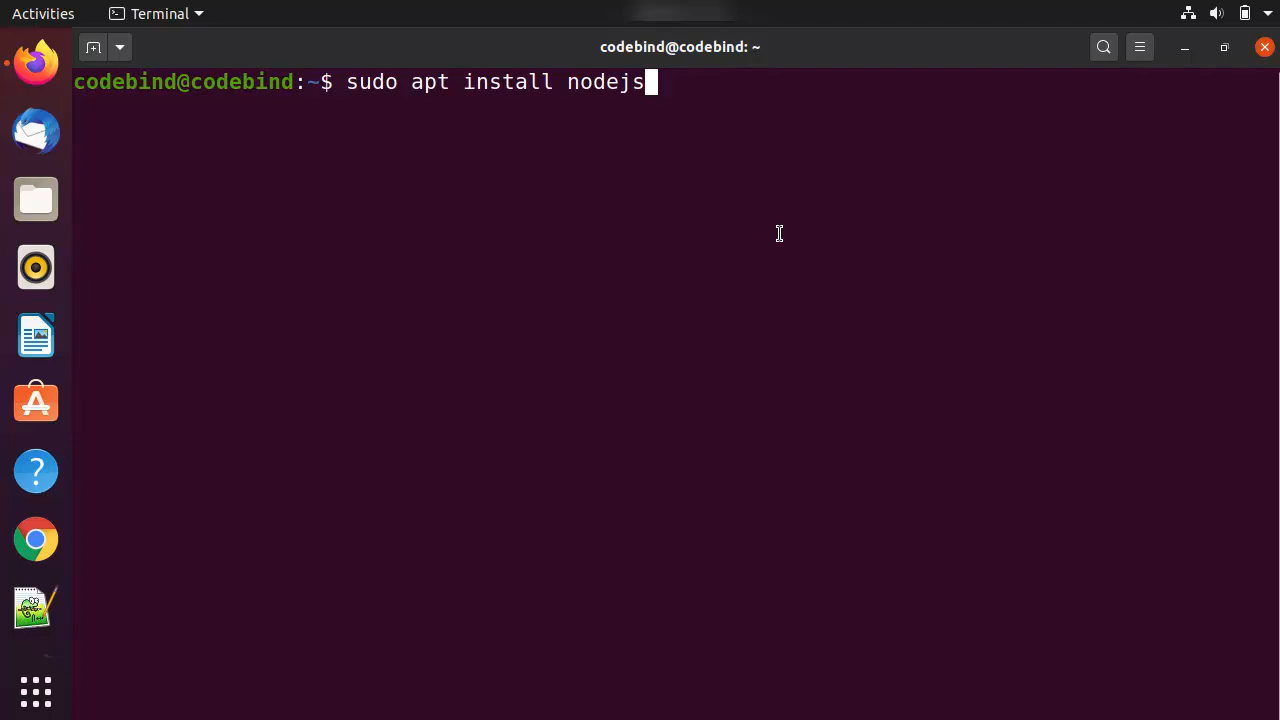 Activities
Terminal
codebind@codebind: ~
codebind@codebind:~$ sudo apt install nodejs